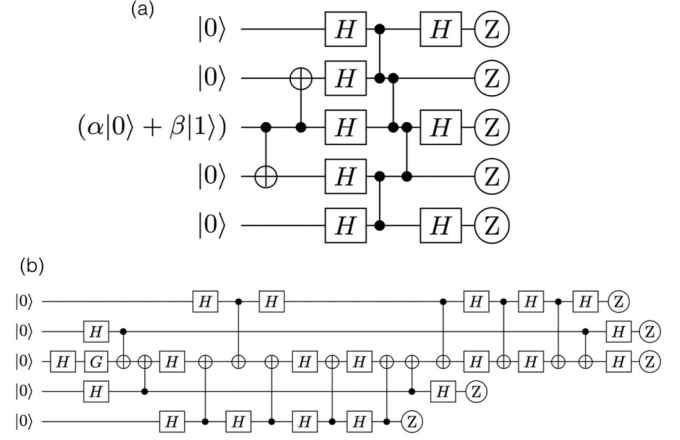 (a)
|0⟩ H H Z
|0⟩ H Z
(α|0⟩ + β|1⟩) H H Z
|0⟩ H Z
|0⟩ H H Z
(b)
|0⟩ H H H H H Z
|0⟩ H H Z
|0⟩ H G H H H H H Z
|0⟩ H H Z
|0⟩ H H H H Z